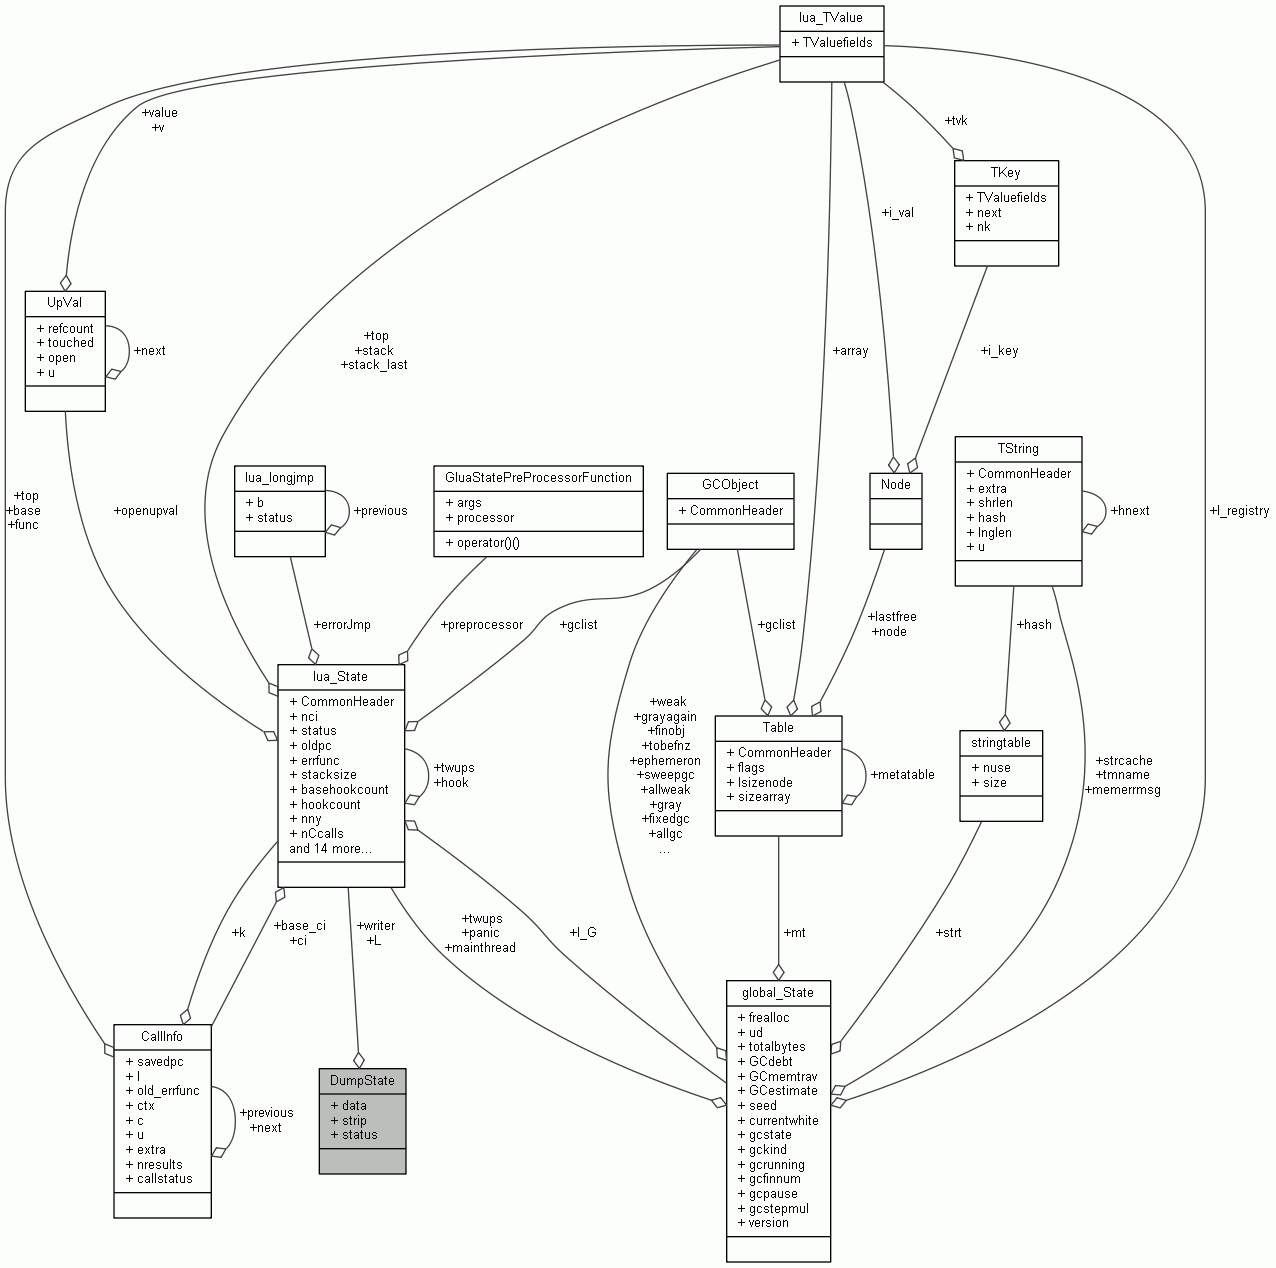 lua_TValue
+ TValuefields
+value
+v
+tvk
TKey
+ TValuefields
+ next
+ nk
+i_val
UpVal
+ refcount
+ touched
+ open
+ u
+next
+top
+stack
+stack_last
+array
+i_key
TString
+ CommonHeader
+ extra
+ shrlen
+ hash
+ lnglen
+ u
+hnext
lua_longjmp
+ b
+ status
+previous
GluaStatePreProcessorFunction
+ args
+ processor
+ operator()()
GCObject
+ CommonHeader
Node
+top
+base
+func
+openupval
+l_registry
+errorJmp
+preprocessor
+gclist
+gclist
+lastfree
+node
+hash
lua_State
+ CommonHeader
+ nci
+ status
+ oldpc
+ errfunc
+ stacksize
+ basehookcount
+ hookcount
+ nny
+ nCcalls
and 14 more...
+twups
+hook
+weak
+grayagain
+finobj
+tobefnz
+ephemeron
+sweepgc
+allweak
+gray
+fixedgc
+allgc
...
Table
+ CommonHeader
+ flags
+ lsizenode
+ sizearray
+metatable
stringtable
+ nuse
+ size
+strcache
+tmname
+memerrmsg
+k
+base_ci
+ci
+writer
+L
+twups
+panic
+mainthread
+l_G
+mt
+strt
global_State
+ frealloc
+ ud
+ totalbytes
+ GCdebt
+ GCmemtrav
+ GCestimate
+ seed
+ currentwhite
+ gcstate
+ gckind
+ gcrunning
+ gcfinnum
+ gcpause
+ gcstepmul
+ version
CallInfo
+ savedpc
+ l
+ old_errfunc
+ ctx
+ c
+ u
+ extra
+ nresults
+ callstatus
+previous
+next
DumpState
+ data
+ strip
+ status